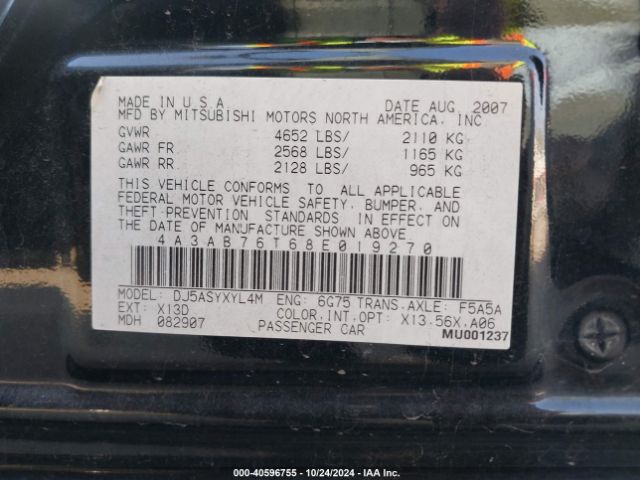 MADE IN U.S.A DATE AUG, 2007
MFD BY MITSUBISHI MOTORS NORTH AMERICA, INC
GVWR 4652 LBS/ 2110 KG
GAWR FR 2568 LBS/ 1165 KG
GAWR RR 2128 LBS/ 965 KG
THIS VEHICLE CONFORMS TO ALL APPLICABLE
FEDERAL MOTOR VEHICLE SAFETY, BUMPER, AND
THEFT PREVENTION STANDARDS IN EFFECT ON
THE DATE OF MANUFACTURE SHOWN ABOVE.
4A3AB76T68E019270
MODEL: DJ5ASYXYL4M ENG: 6G75 TRANS.AXLE: F5A5A
EXT: X13D COLOR,INT,OPT: X13,56X,A06
MDH 082907 PASSENGER CAR MU001237
00-40596755 - 10/24/2024 - IAA Inc.